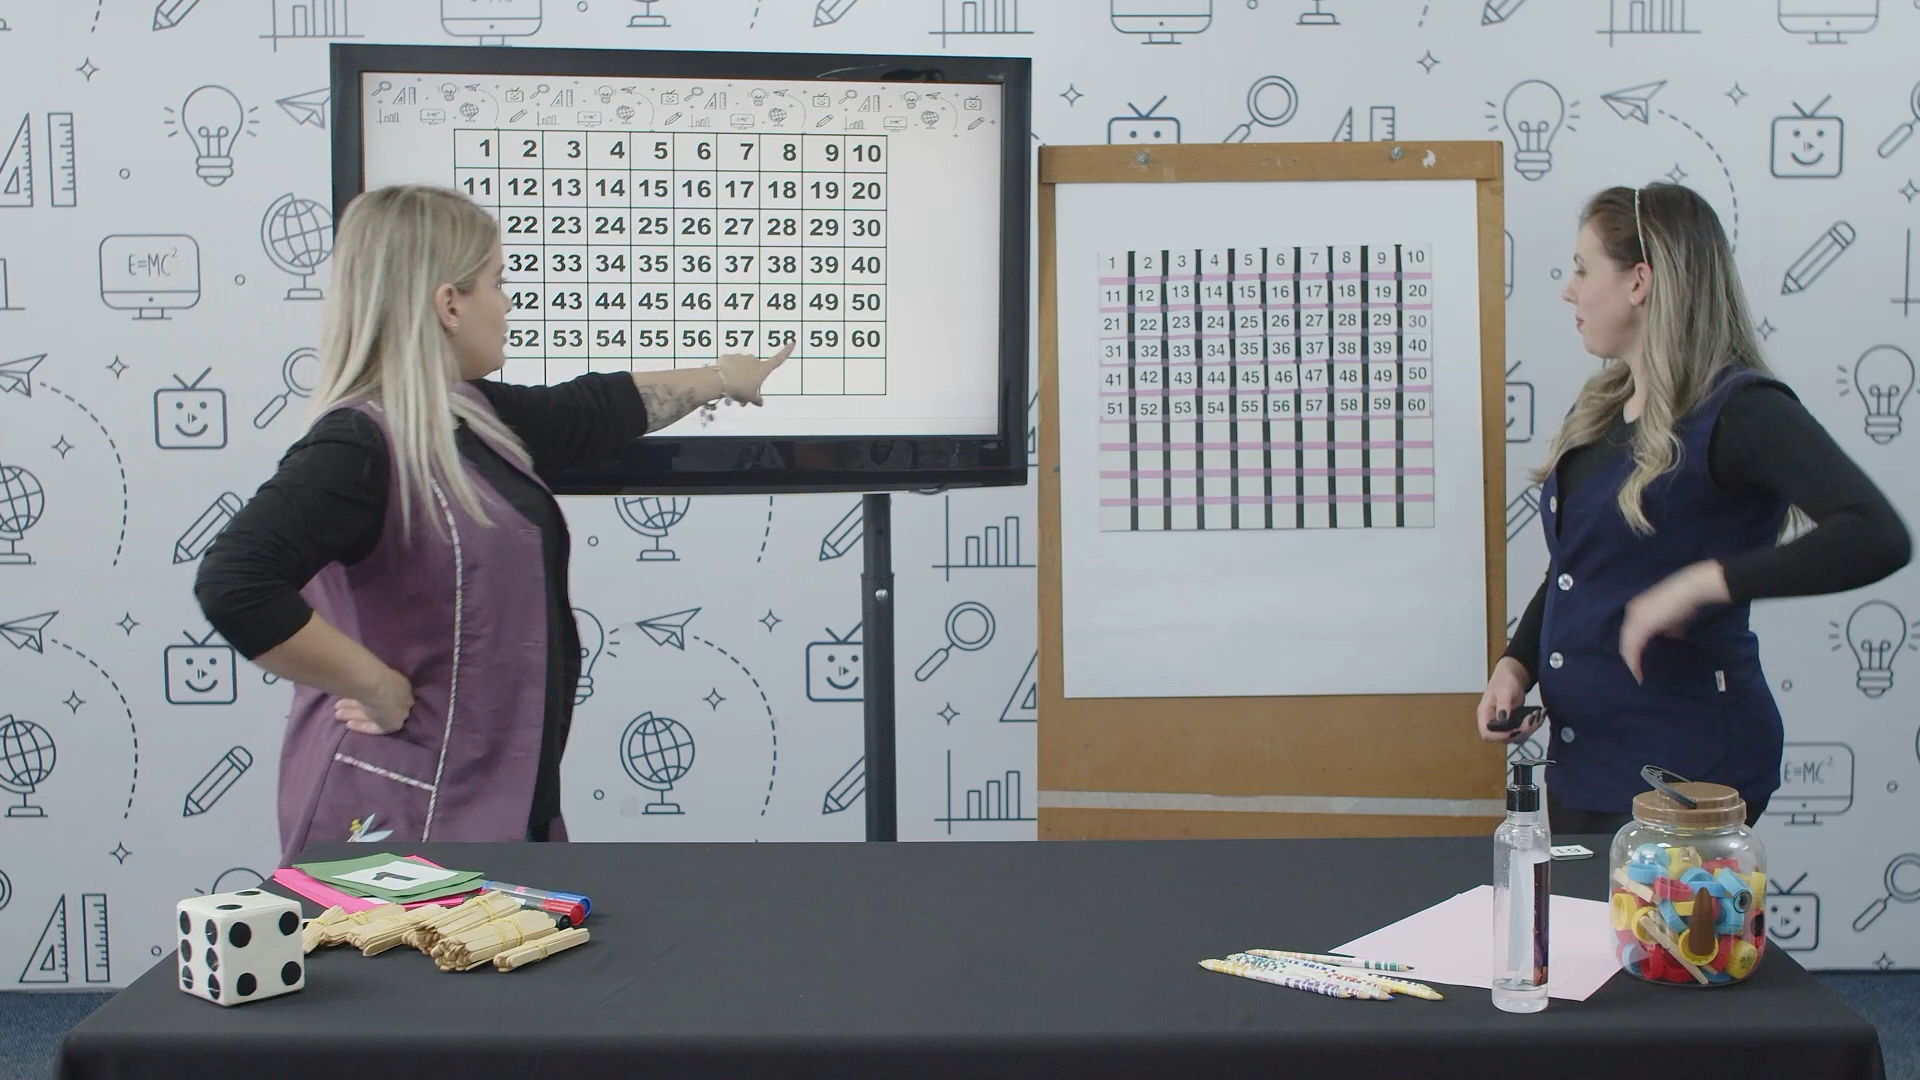 1 2 3 4 5 6 7 8 9 10
11 12 13 14 15 16 17 18 19 20
22 23 24 25 26 27 28 29 30
32 33 34 35 36 37 38 39 40
42 43 44 45 46 47 48 49 50
52 53 54 55 56 57 58 59 60
1 2 3 4 5 6 7 8 9 10
11 12 13 14 15 16 17 18 19 20
21 22 23 24 25 26 27 28 29 30
31 32 33 34 35 36 37 38 39 40
41 42 43 44 45 46 47 48 49 50
51 52 53 54 55 56 57 58 59 60
E=MC²
E=MC²
1
61